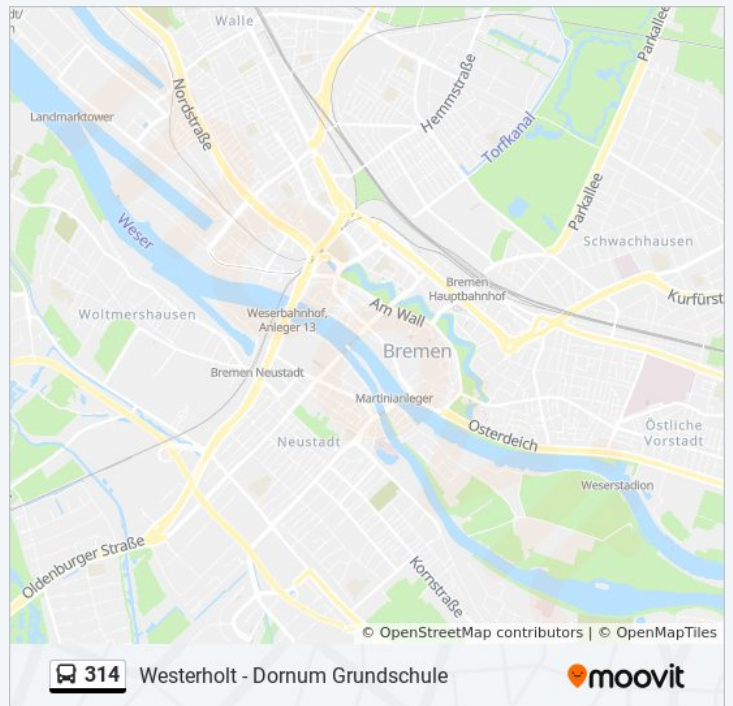 Walle
Parkallee
Hemmstraße
Nordstraße
Landmarktower
Torfkanal
Parkallee
Weser
Schwachhausen
Bremen
Hauptbahnhof
Kurfürst
Woltmershausen
Weserbahnhof,
Anleger 13
Am Wall
Bremen
Bremen Neustadt
Martinianleger
Östliche
Vorstadt
Neustadt
Osterdeich
Weserstadion
Oldenburger Straße
Kornstraße
© OpenStreetMap contributors | © OpenMapTiles
314 Westerholt - Dornum Grundschule
moovit